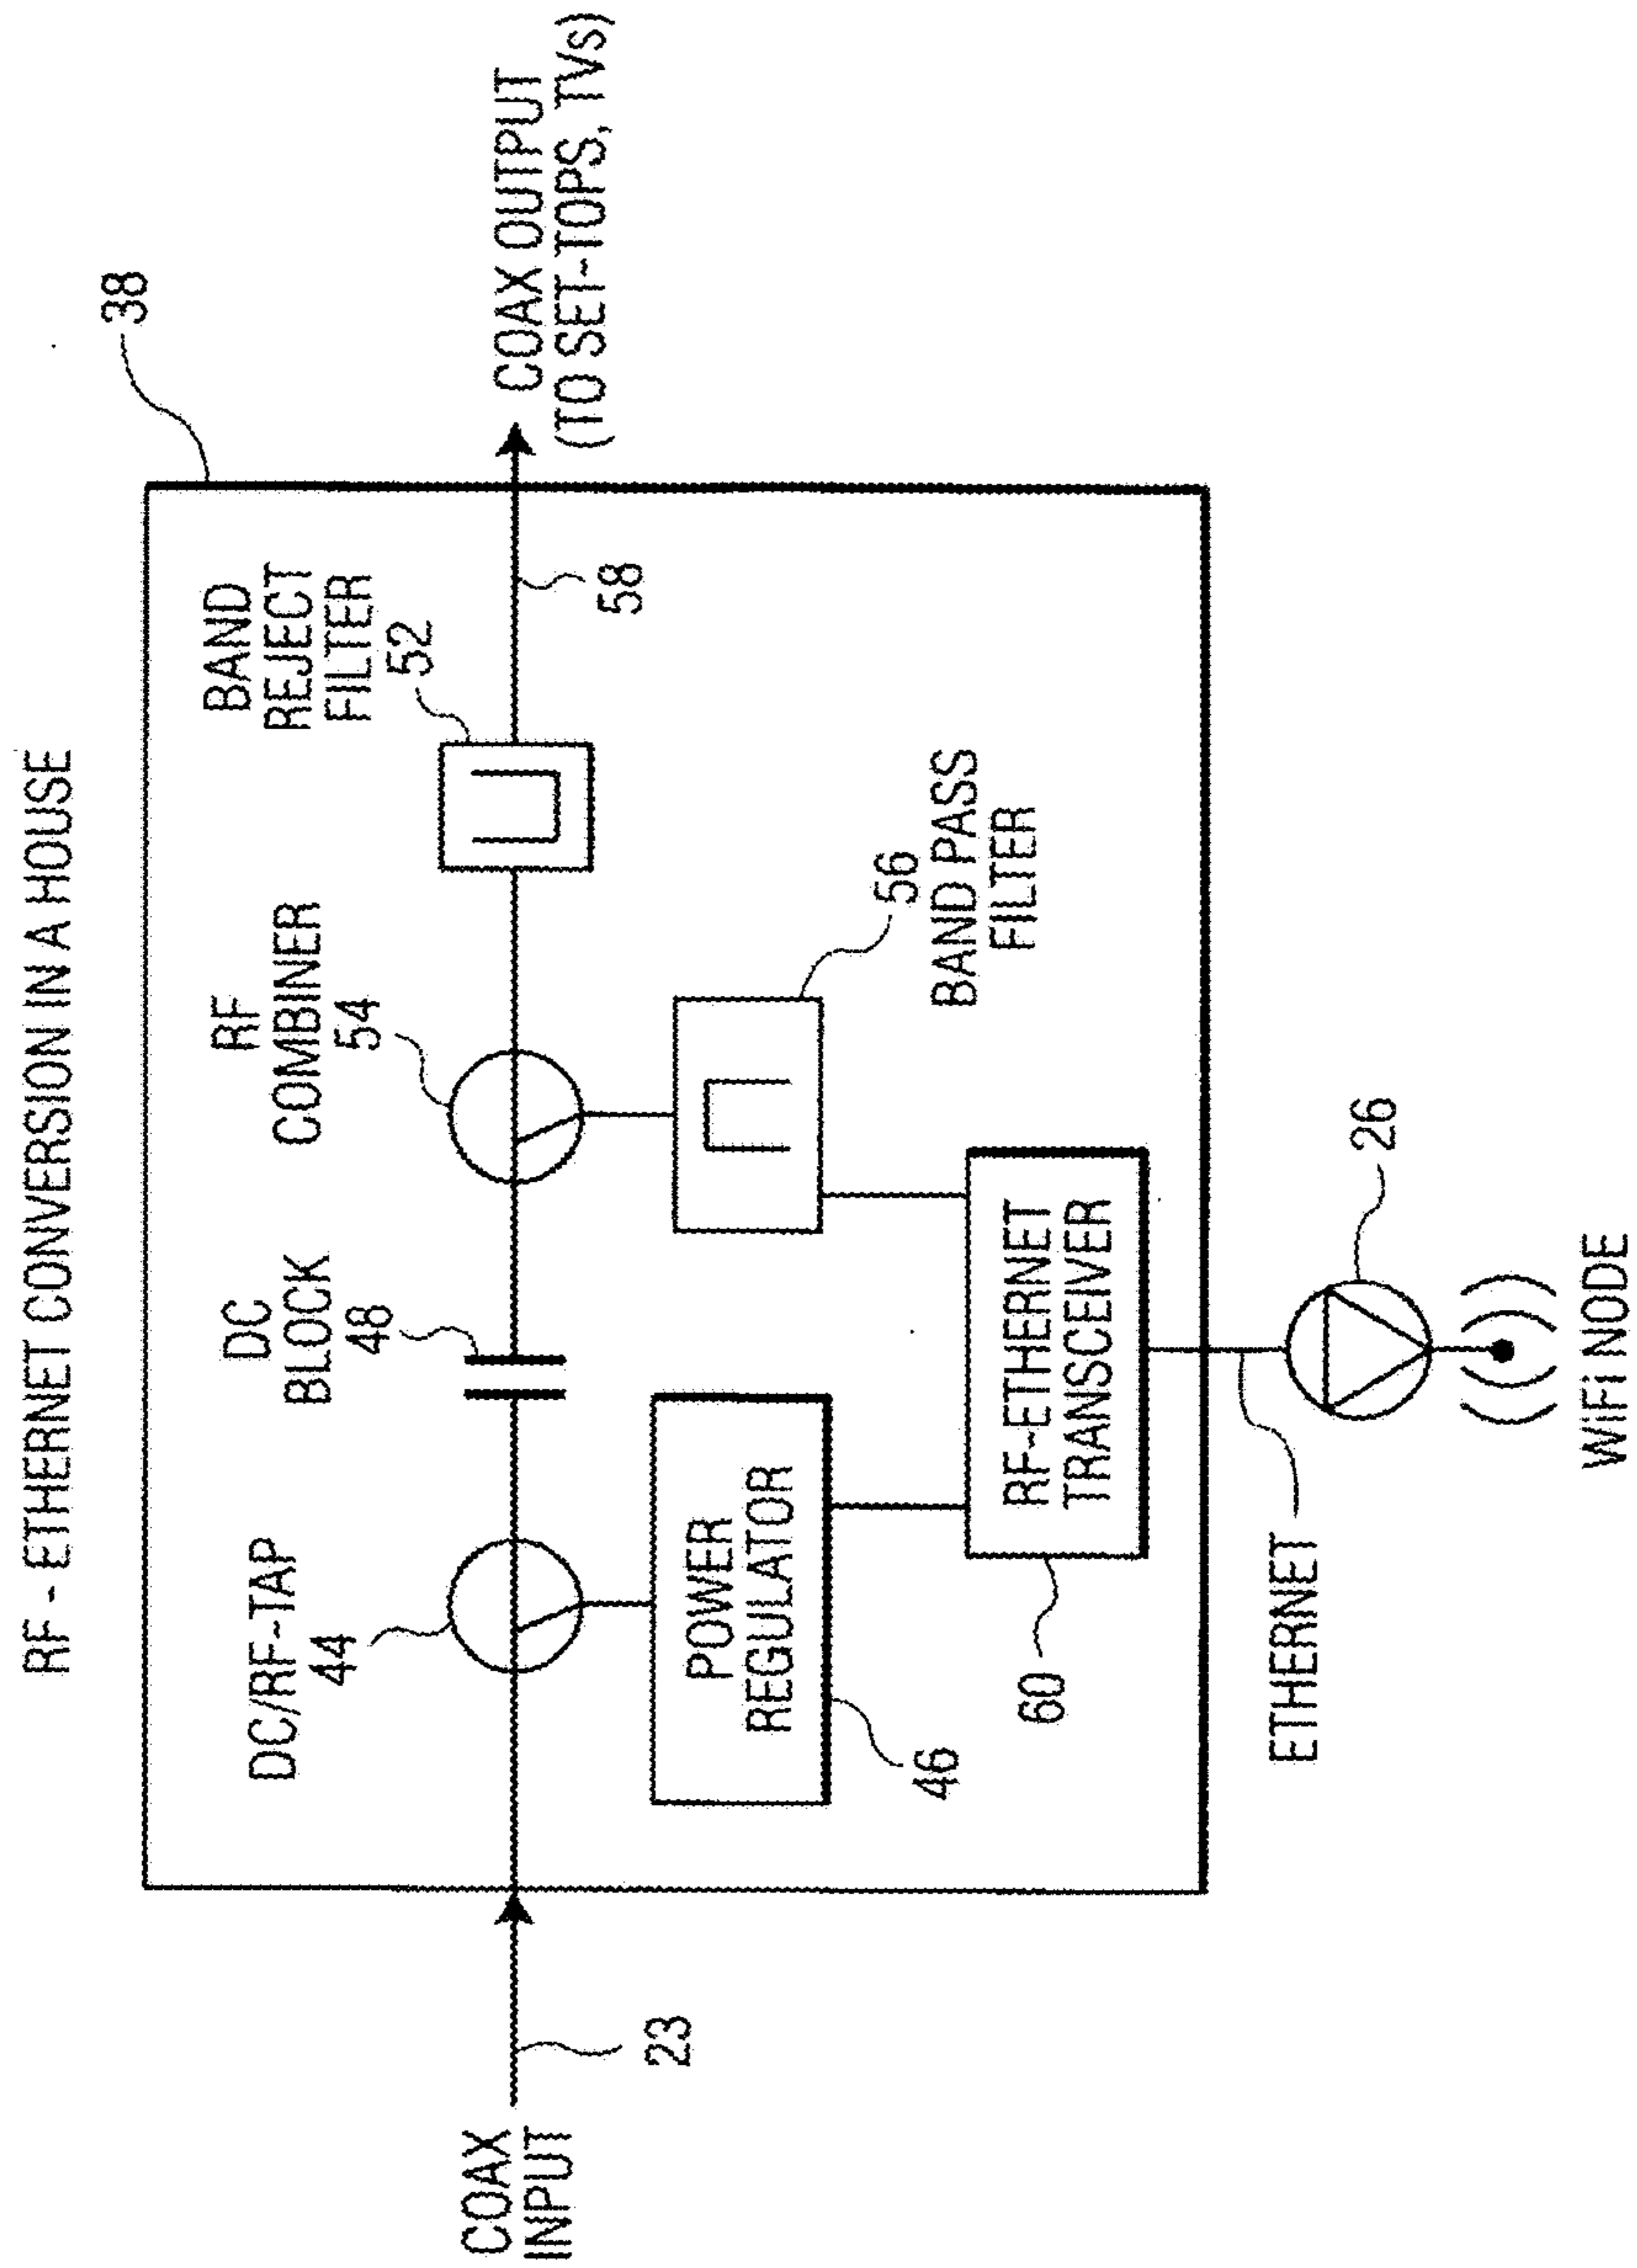 RF - ETHERNET CONVERSION IN A HOUSE
38
DC/RF-TAP
44
DC
BLOCK
48
RF
COMBINER
54
BAND
REJECT
FILTER
52
COAX
INPUT
23
58
COAX OUTPUT
(TO SET-TOPS, TVs)
POWER
REGULATOR
46
56
BAND PASS
FILTER
RF-ETHERNET
TRANSCEIVER
60
ETHERNET
26
WiFi NODE